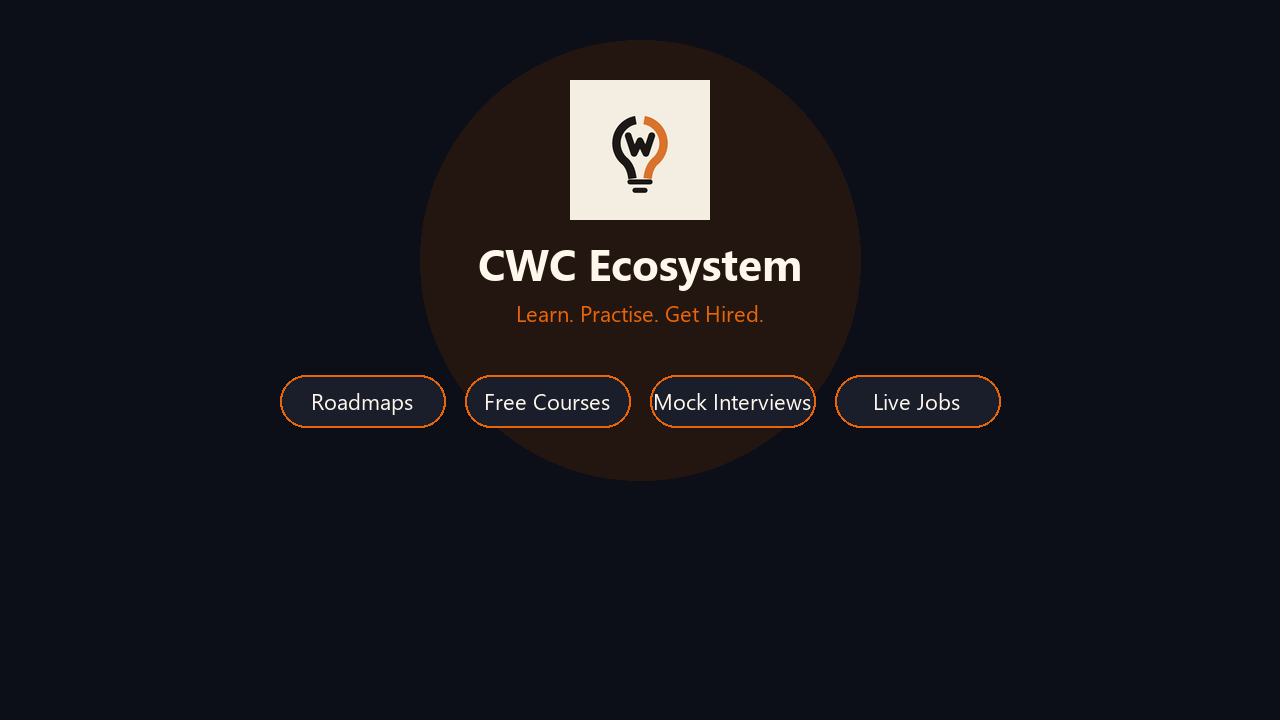 W
CWC Ecosystem
Learn. Practise. Get Hired.
Roadmaps
Free Courses
Mock Interviews
Live Jobs